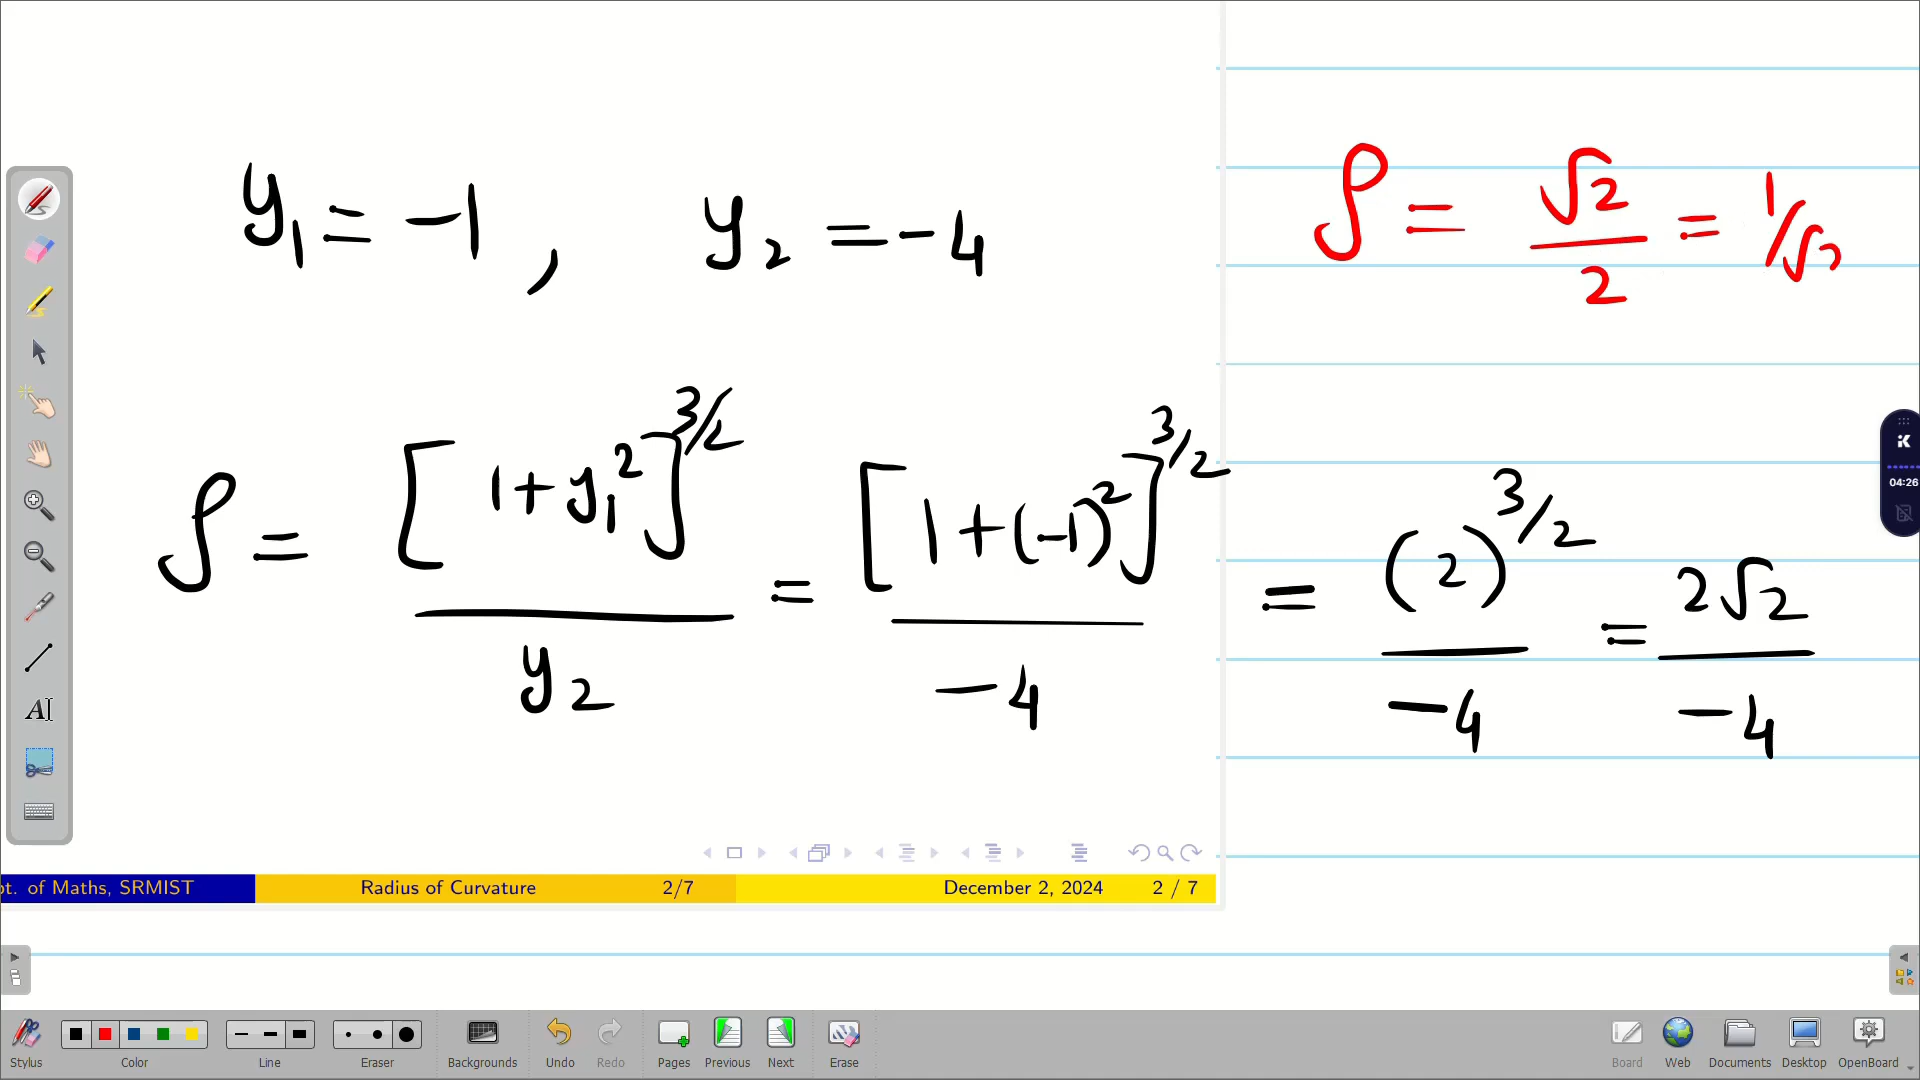 y₁ = -1 , y₂ = -4
ρ = √2 / 2 = 1/√2
ρ = [1+y₁²]^3/2 / y₂ = [1+(-1)²]^3/2 / -4 = (2)^3/2 / -4 = 2√2 / -4
04:26
pt. of Maths, SRMIST Radius of Curvature 2/7 December 2, 2024 2 / 7
Stylus Color Line Eraser Backgrounds Undo Redo Pages Previous Next Erase Board Web Documents Desktop OpenBoard